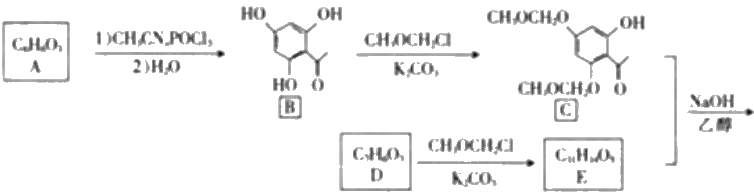 C₆H₆O₃
A
1)CH₃CN, POCl₃
2)H₂O
HO
OH
HO
O
B
CH₃OCH₂Cl
K₂CO₃
CH₃OCH₂O
OH
CH₃OCH₂O
O
C
C₇H₆O₃
D
CH₃OCH₂Cl
K₂CO₃
E
NaOH
乙醇